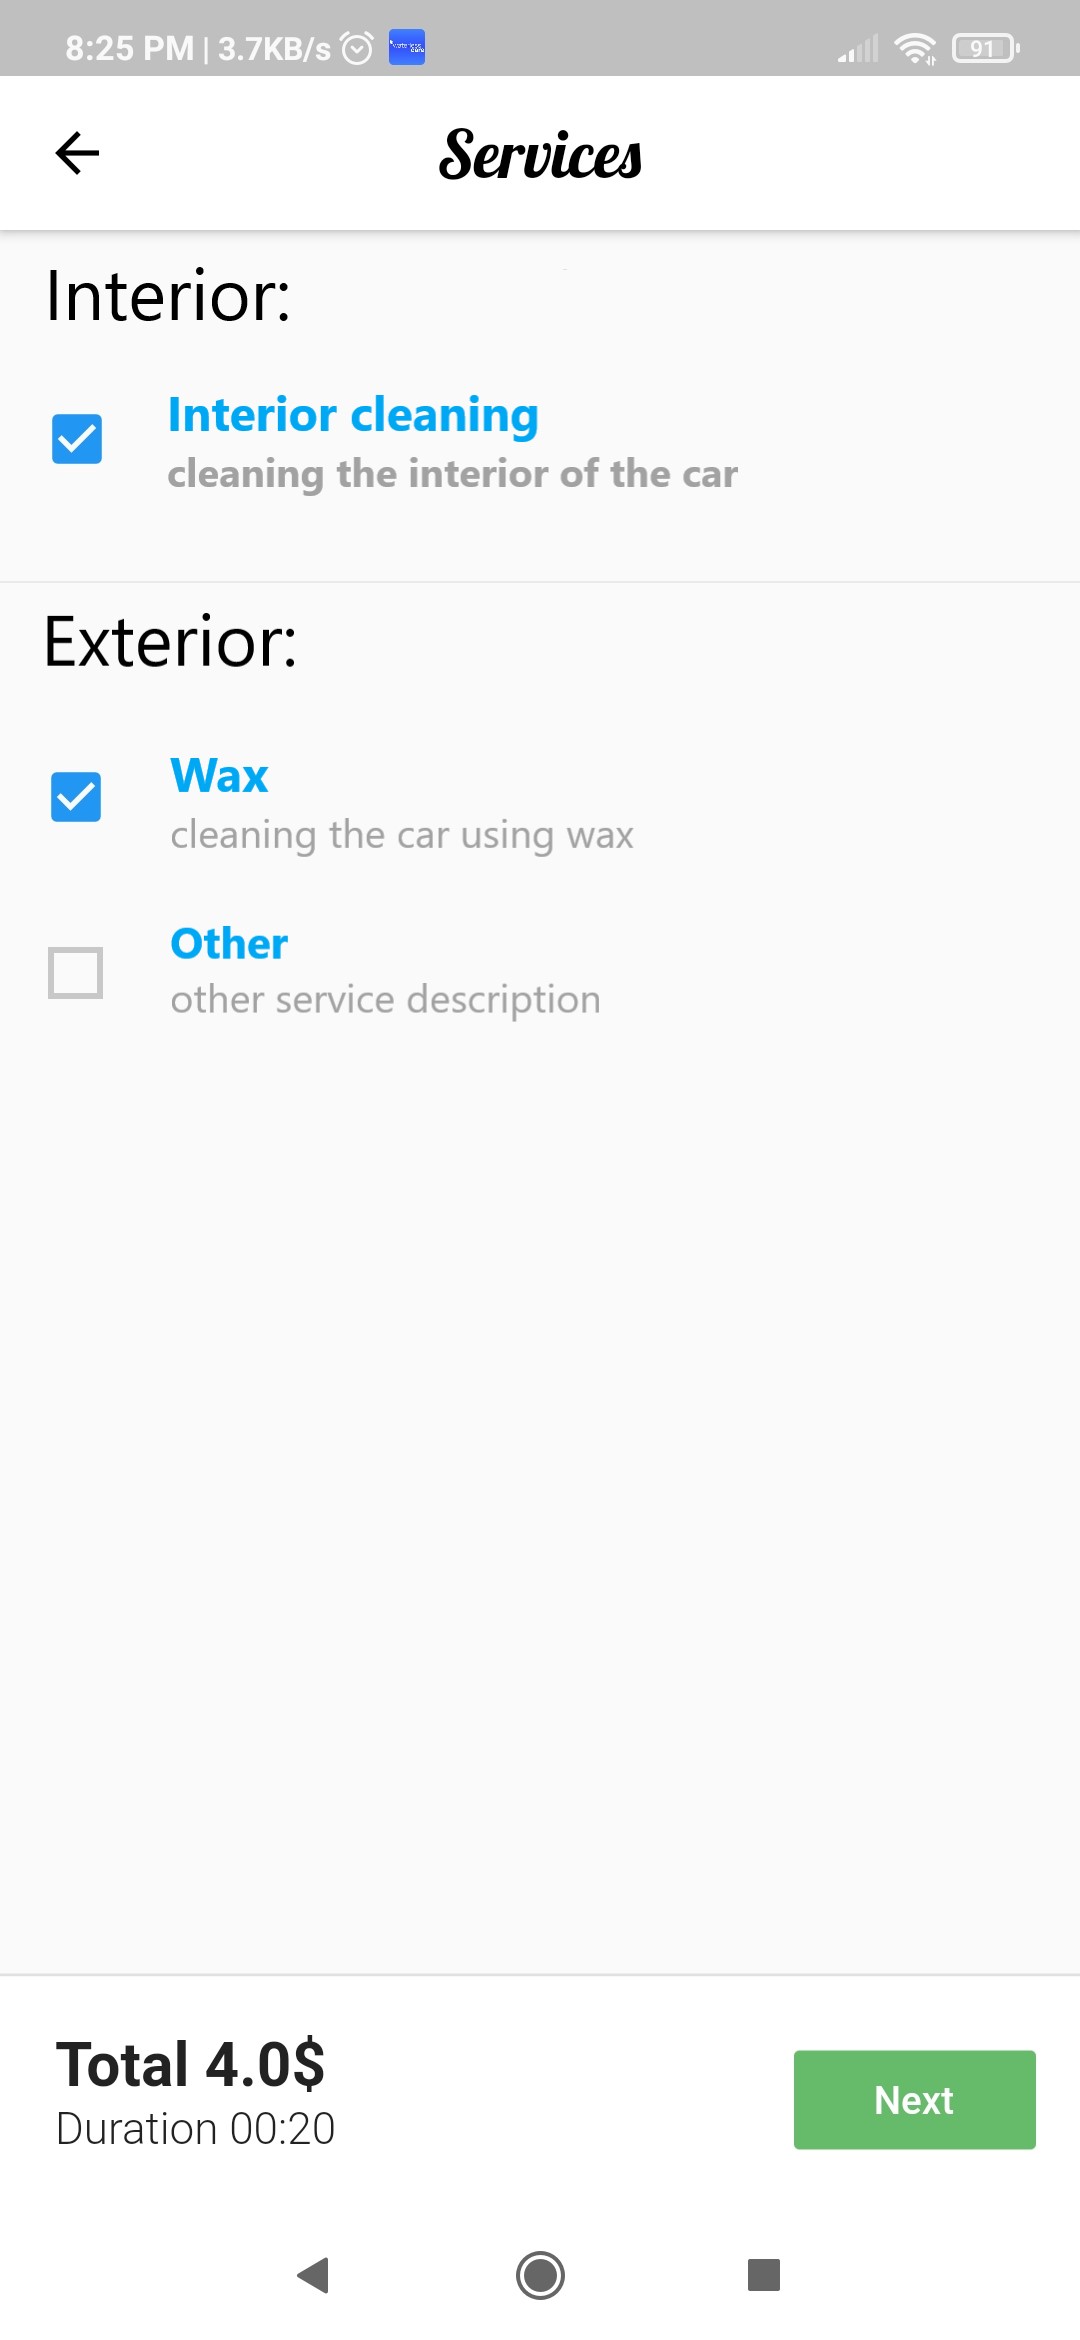 8:25 PM | 3.7KB/s
91
Services
Interior:
Interior cleaning
cleaning the interior of the car
Exterior:
Wax
cleaning the car using wax
Other
other service description
Total 4.0$
Duration 00:20
Next